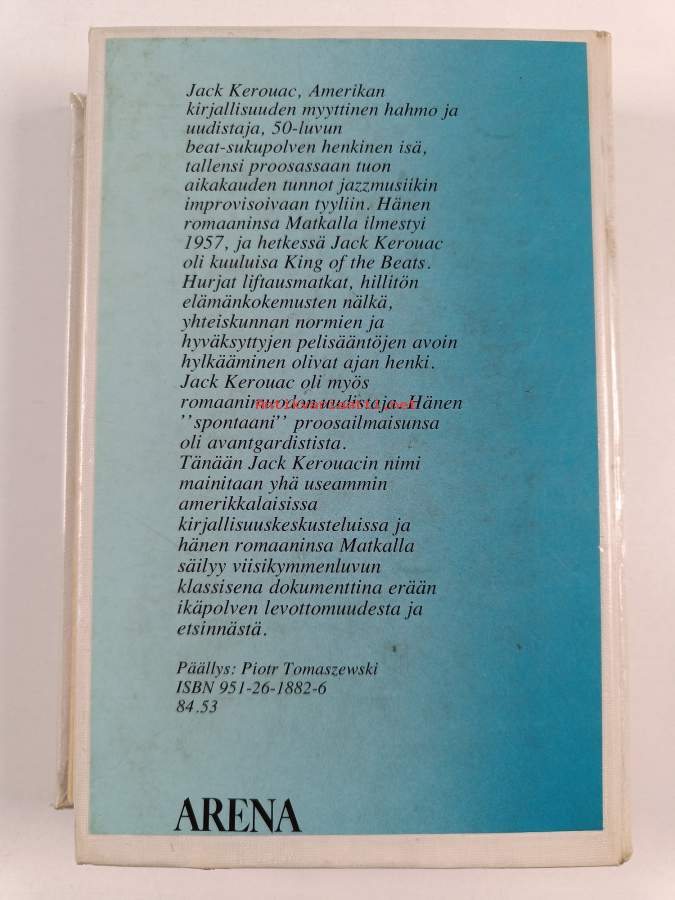 Jack Kerouac, Amerikan
kirjallisuuden myyttinen hahmo ja
uudistaja, 50-luvun
beat-sukupolven henkinen isä,
tallensi proosassaan tuon
aikakauden tunnot jazzmusiikin
improvisoivaan tyyliin. Hänen
romaaninsa Matkalla ilmestyi
1957, ja hetkessä Jack Kerouac
oli kuuluisa King of the Beats.
Hurjat liftausmatkat, hillitön
elämänkokemusten nälkä,
yhteiskunnan normien ja
hyväksyttyjen pelisääntöjen avoin
hylkääminen olivat ajan henki.
Jack Kerouac oli myös
romaanimuodon uudistaja. Hänen
''spontaani'' proosailmaisunsa
oli avantgardistista.
Tänään Jack Kerouacin nimi
mainitaan yhä useammin
amerikkalaisissa
kirjallisuuskeskusteluissa ja
hänen romaaninsa Matkalla
säilyy viisikymmenluvun
klassisena dokumenttina erään
ikäpolven levottomuudesta ja
etsinnästä.
Päällys: Piotr Tomaszewski
ISBN 951-26-1882-6
84.53
ARENA